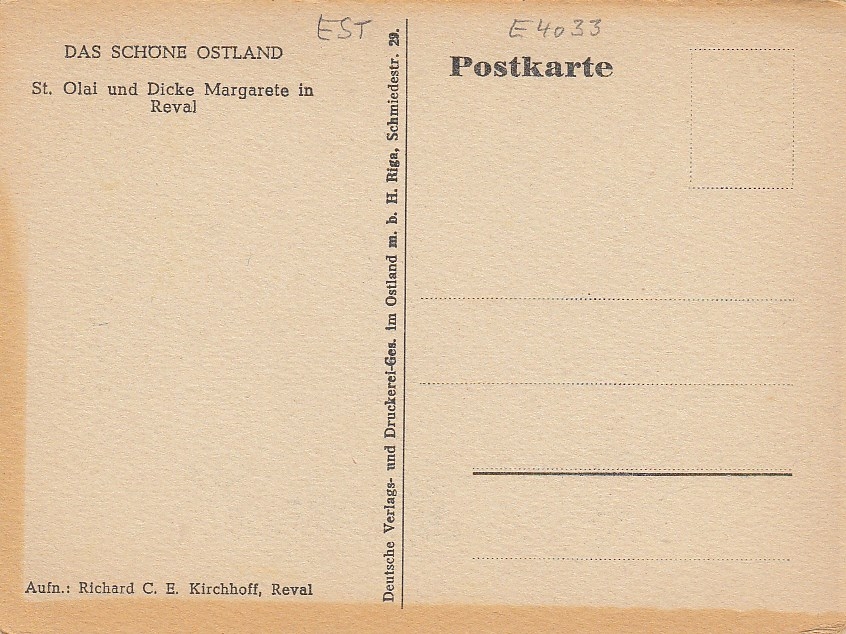 EST
E4033
DAS SCHÖNE OSTLAND
St. Olai und Dicke Margarete in
Reval
Aufn.: Richard C. E. Kirchhoff, Reval
Deutsche Verlags- und Druckerei-Ges. im Ostland m. b. H. Riga, Schmiedestr. 29.
Postkarte